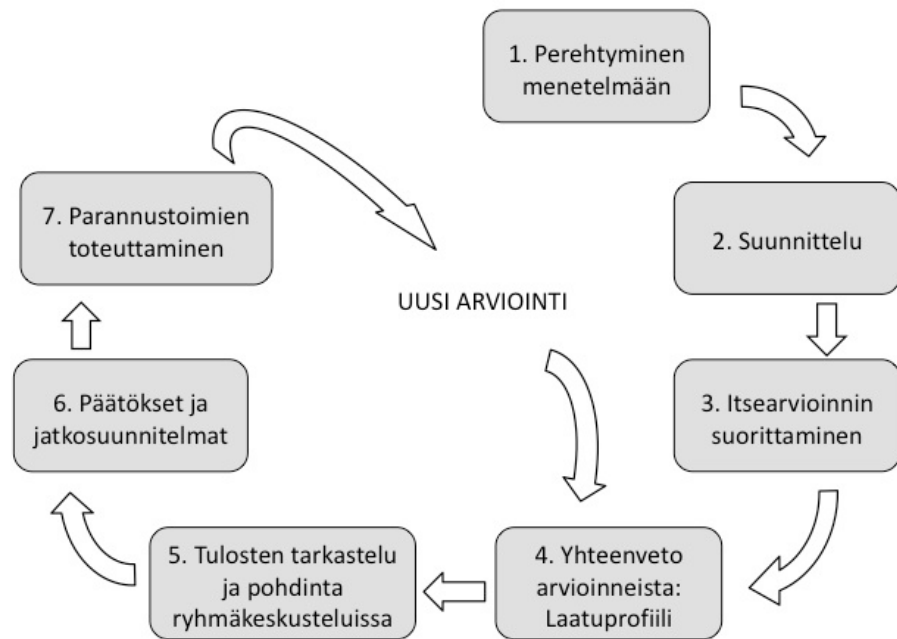 1. Perehtyminen
menetelmään
2. Suunnittelu
3. Itsearvioinnin
suorittaminen
4. Yhteenveto
arvioinneista:
Laatuprofiili
5. Tulosten tarkastelu
ja pohdinta
ryhmäkeskusteluissa
6. Päätökset ja
jatkosuunnitelmat
7. Parannustoimien
toteuttaminen
UUSI ARVIOINTI